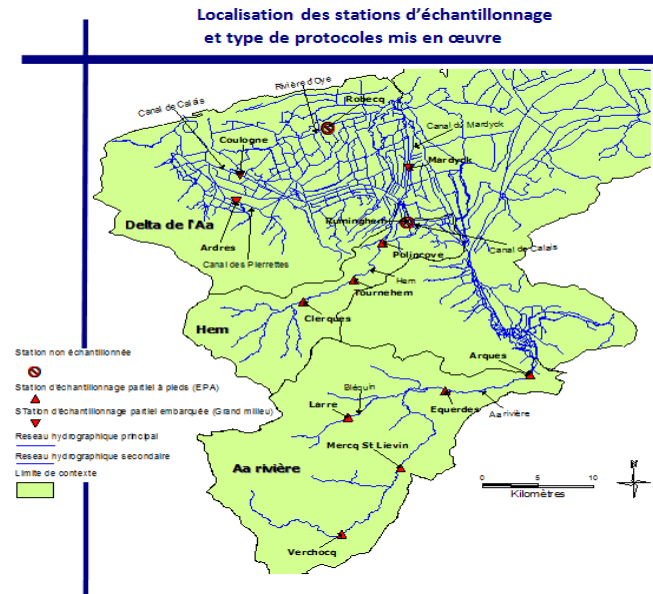 Localisation des stations d'échantillonnage
et type de protocoles mis en œuvre
Rivière d'Oye
Robecq
Canal de Calais
Coulogne
Canal de Mardyck
Mardyck
Delta de l'Aa
Ruminghem
Ardres
Canal des Pierrettes
Polincove
Canal de Calais
Hem
Tournehem
Hem
Clerques
Arques
Station non échantillonnée
Station d'échantillonnage partiel à pieds (EPA)
STation d'échantillonnage partiel embarquée (Grand milieu)
Reseau hydrographique principal
Reseau hydrographique secondaire
Limite de contexte
Bléquin
Larre
Equerdes
Aa rivière
Mercq St Lievin
Aa rivière
Verchocq
N
0 5 10
Kilomètres